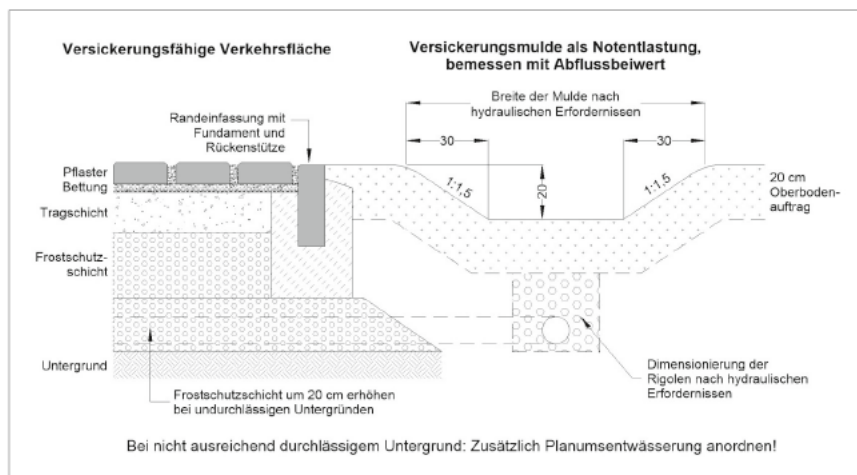 Versickerungsfähige Verkehrsfläche
Versickerungsmulde als Notentlastung,
bemessen mit Abflussbeiwert
Breite der Mulde nach
hydraulischen Erfordernissen
Randeinfassung mit
Fundament und
Rückenstütze
30
30
Pflaster
Bettung
1:1,5
20
1:1,5
20 cm
Oberboden-
auftrag
Tragschicht
Frostschutz-
schicht
Untergrund
Dimensionierung der
Rigolen nach hydraulischen
Erfordernissen
Frostschutzschicht um 20 cm erhöhen
bei undurchlässigen Untergründen
Bei nicht ausreichend durchlässigem Untergrund: Zusätzlich Planumsentwässerung anordnen!